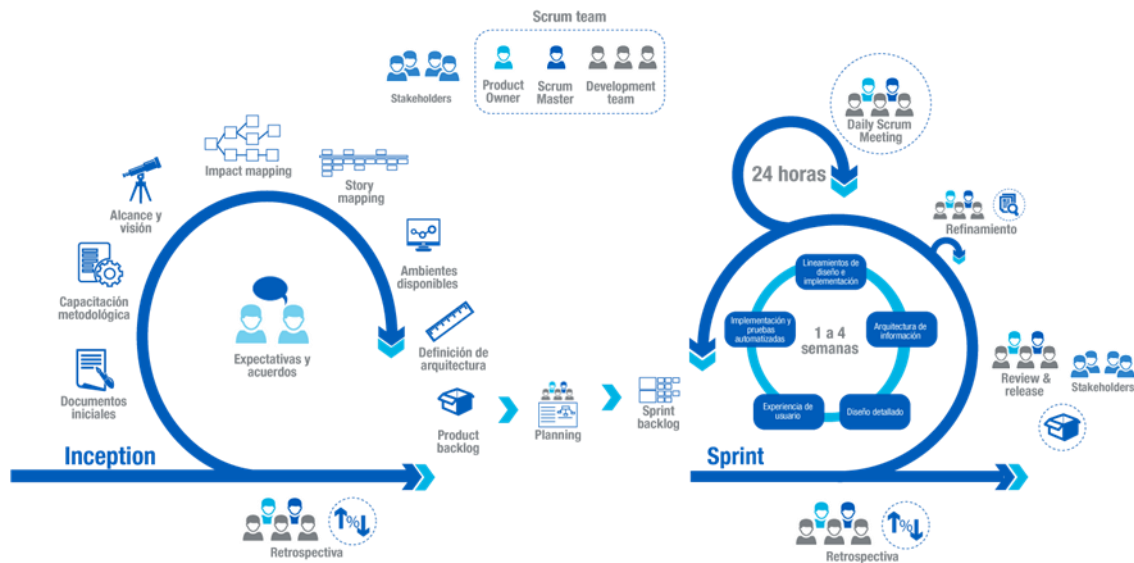 Scrum team
Stakeholders
Product
Owner
Scrum
Master
Development
team
Impact mapping
Story
mapping
Alcance y
visión
Capacitación
metodológica
Documentos
iniciales
Expectativas y
acuerdos
Ambientes
disponibles
Definición de
arquitectura
Product
backlog
Planning
Sprint
backlog
Inception
Retrospectiva
%
Daily Scrum
Meeting
24 horas
Refinamiento
Lineamientos de
diseño e
implementación
Implementación y
pruebas
automatizadas
1 a 4
semanas
Arquitectura de
información
Experiencia de
usuario
Diseño detallado
Review &
release
Stakeholders
Sprint
Retrospectiva
%